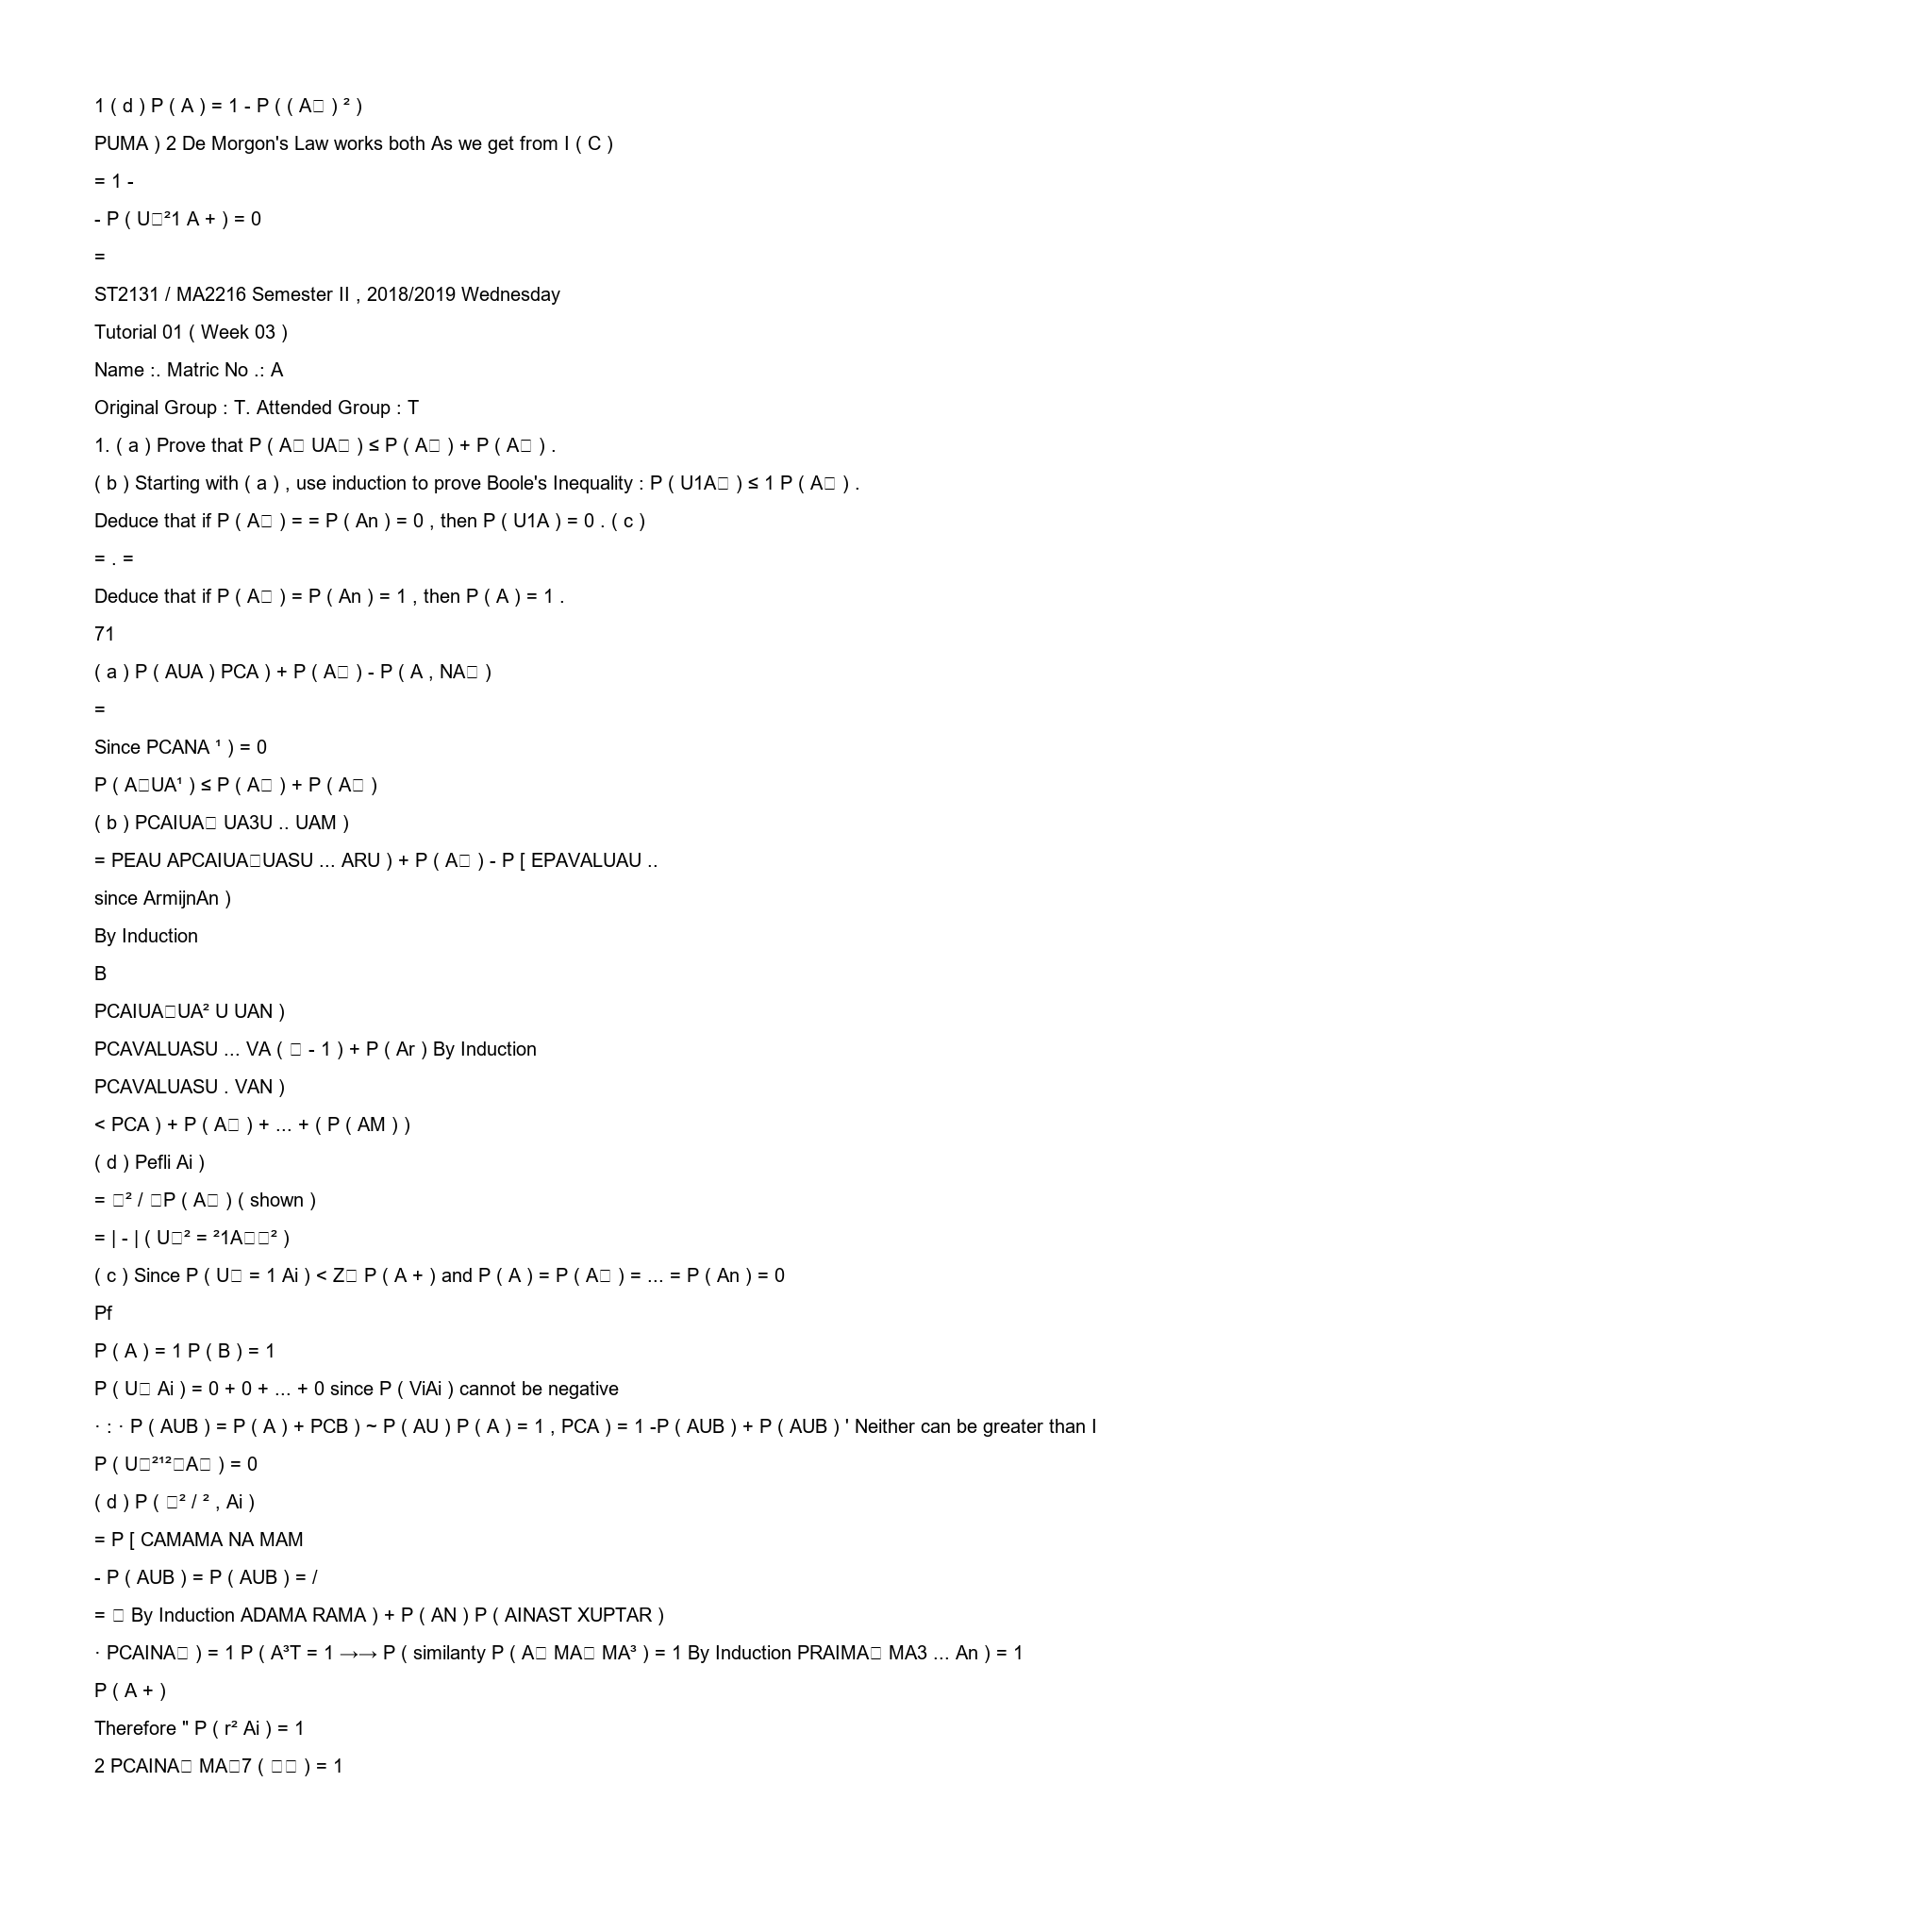 1 ( d ) P ( A ) = 1 - P ( ( A□ ) ² )
PUMA ) 2 De Morgon's Law works both As we get from I ( C )
= 1 -
- P ( U□²1 A + ) = 0
=
ST2131 / MA2216 Semester II , 2018/2019 Wednesday
Tutorial 01 ( Week 03 )
Name :. Matric No .: A
Original Group : T. Attended Group : T
1. ( a ) Prove that P ( A□ UA□ ) ≤ P ( A□ ) + P ( A□ ) .
( b ) Starting with ( a ) , use induction to prove Boole's Inequality : P ( U1A□ ) ≤ 1 P ( A□ ) .
Deduce that if P ( A□ ) = = P ( An ) = 0 , then P ( U1A ) = 0 . ( c )
= . =
Deduce that if P ( A□ ) = P ( An ) = 1 , then P ( A ) = 1 .
71
( a ) P ( AUA ) PCA ) + P ( A□ ) - P ( A , NA□ )
=
Since PCANA ¹ ) = 0
P ( A□UA¹ ) ≤ P ( A□ ) + P ( A□ )
( b ) PCAIUA□ UA3U .. UAM )
= PEAU APCAIUA□UASU ... ARU ) + P ( A□ ) - P [ EPAVALUAU ..
since ArmijnAn )
By Induction
B
PCAIUA□UA² U UAN )
PCAVALUASU ... VA ( □ - 1 ) + P ( Ar ) By Induction
PCAVALUASU . VAN )
< PCA ) + P ( A□ ) + ... + ( P ( AM ) )
( d ) Pefli Ai )
= □² / □P ( A□ ) ( shown )
= | - | ( U□² = ²1A□□² )
( c ) Since P ( U□ = 1 Ai ) < Z□ P ( A + ) and P ( A ) = P ( A□ ) = ... = P ( An ) = 0
Pf
P ( A ) = 1 P ( B ) = 1
P ( U□ Ai ) = 0 + 0 + ... + 0 since P ( ViAi ) cannot be negative
· : · P ( AUB ) = P ( A ) + PCB ) ~ P ( AU ) P ( A ) = 1 , PCA ) = 1 -P ( AUB ) + P ( AUB ) ' Neither can be greater than I
P ( U□²¹²□A□ ) = 0
( d ) P ( □² / ² , Ai )
= P [ CAMAMA NA MAM
- P ( AUB ) = P ( AUB ) = /
= □ By Induction ADAMA RAMA ) + P ( AN ) P ( AINAST XUPTAR )
· PCAINA□ ) = 1 P ( A³T = 1 →→ P ( similanty P ( A□ MA□ MA³ ) = 1 By Induction PRAIMA□ MA3 ... An ) = 1
P ( A + )
Therefore " P ( r² Ai ) = 1
2 PCAINA□ MA□7 ( □□ ) = 1